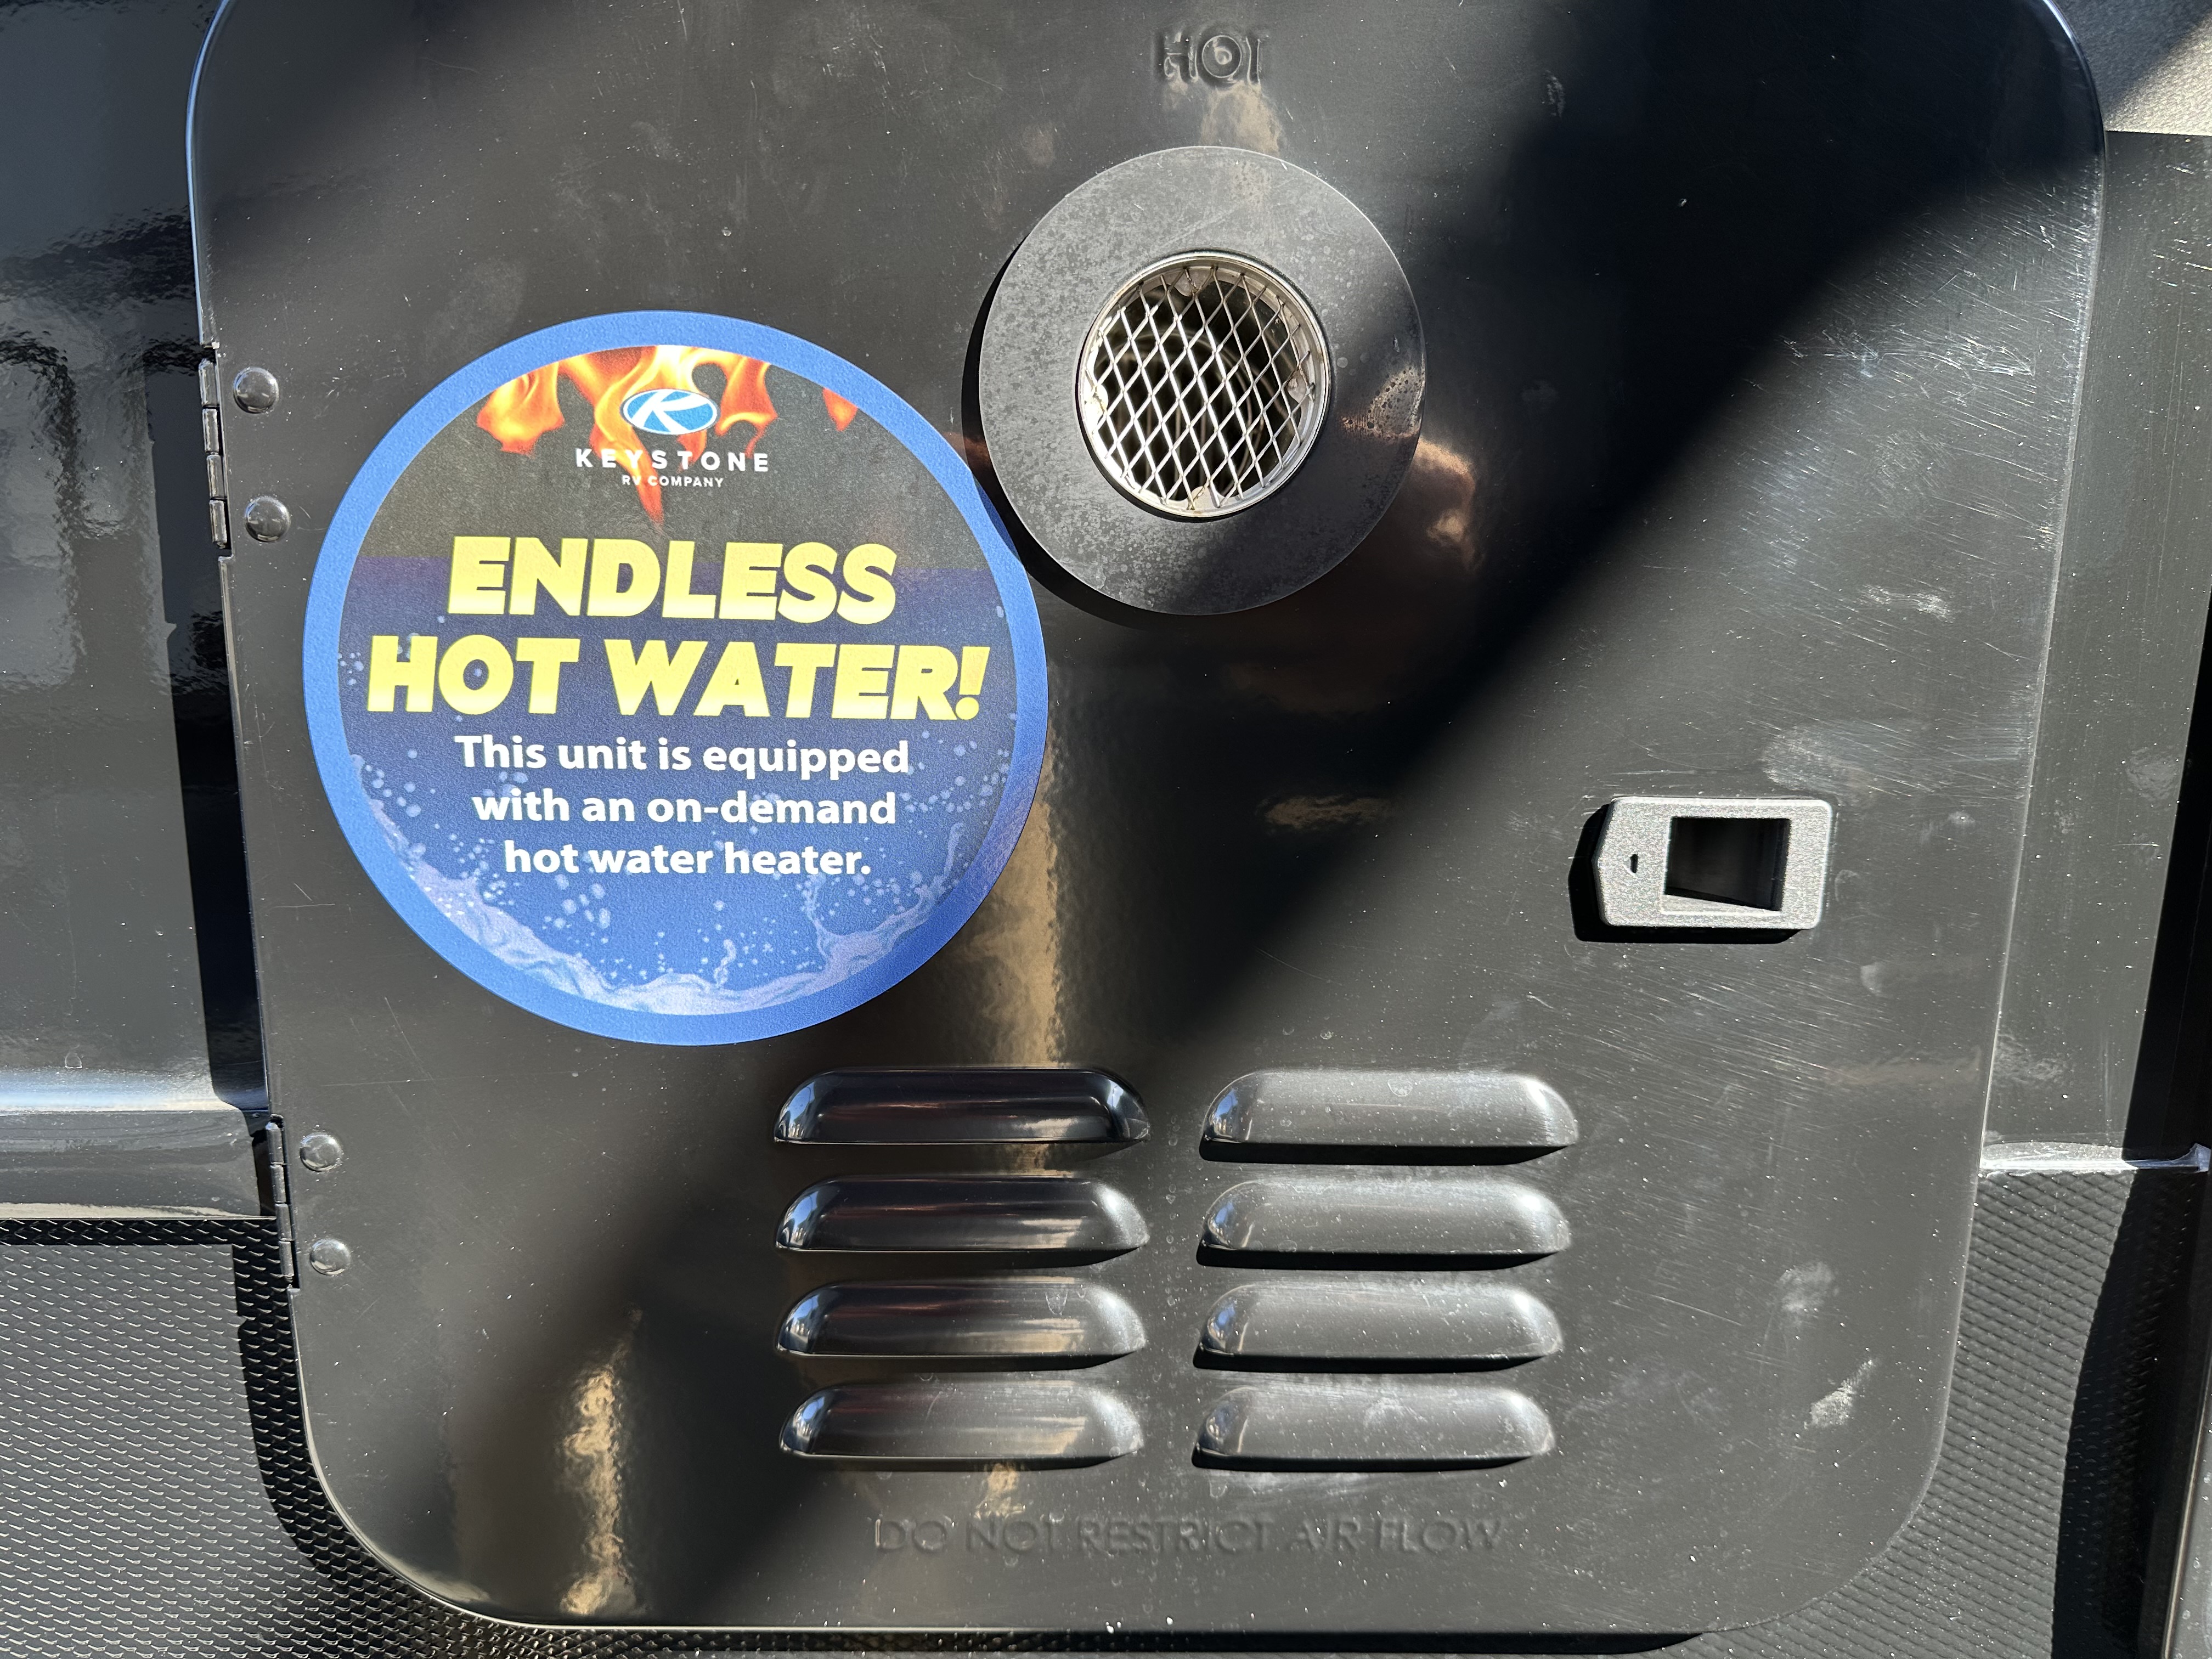 HOT
KEYSTONE
RV COMPANY
ENDLESS
HOT WATER!
This unit is equipped
with an on-demand
hot water heater.
DO NOT RESTRICT AIR FLOW